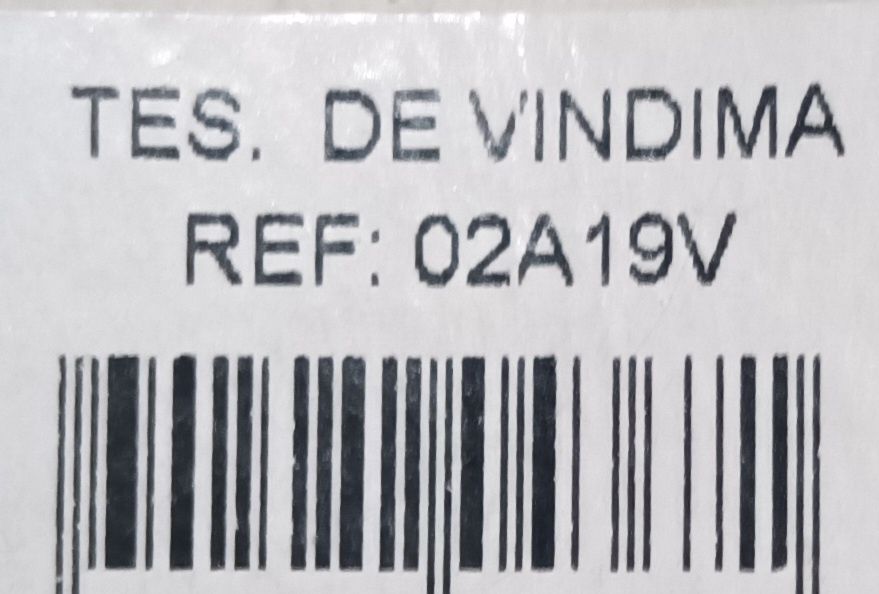 TES. DE VINDIMA
REF: 02A19V